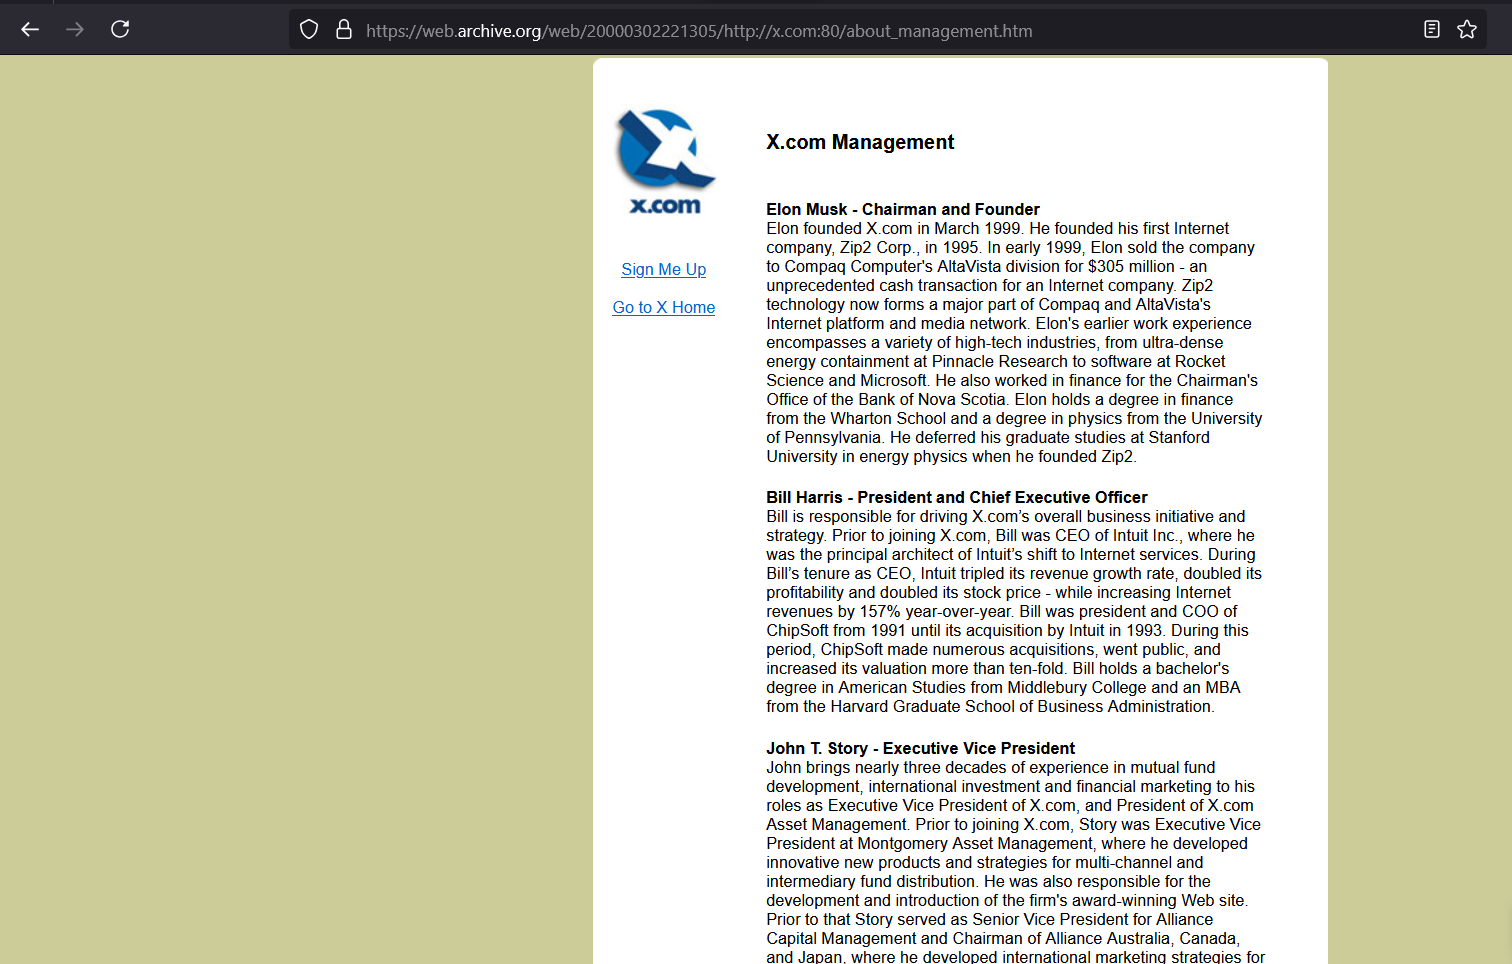 https://web.archive.org/web/20000302221305/http://x.com:80/about_management.htm
x.com
Sign Me Up
Go to X Home
X.com Management
Elon Musk - Chairman and Founder
Elon founded X.com in March 1999. He founded his first Internet
company, Zip2 Corp., in 1995. In early 1999, Elon sold the company
to Compaq Computer's AltaVista division for $305 million - an
unprecedented cash transaction for an Internet company. Zip2
technology now forms a major part of Compaq and AltaVista's
Internet platform and media network. Elon's earlier work experience
encompasses a variety of high-tech industries, from ultra-dense
energy containment at Pinnacle Research to software at Rocket
Science and Microsoft. He also worked in finance for the Chairman's
Office of the Bank of Nova Scotia. Elon holds a degree in finance
from the Wharton School and a degree in physics from the University
of Pennsylvania. He deferred his graduate studies at Stanford
University in energy physics when he founded Zip2.
Bill Harris - President and Chief Executive Officer
Bill is responsible for driving X.com’s overall business initiative and
strategy. Prior to joining X.com, Bill was CEO of Intuit Inc., where he
was the principal architect of Intuit’s shift to Internet services. During
Bill’s tenure as CEO, Intuit tripled its revenue growth rate, doubled its
profitability and doubled its stock price - while increasing Internet
revenues by 157% year-over-year. Bill was president and COO of
ChipSoft from 1991 until its acquisition by Intuit in 1993. During this
period, ChipSoft made numerous acquisitions, went public, and
increased its valuation more than ten-fold. Bill holds a bachelor's
degree in American Studies from Middlebury College and an MBA
from the Harvard Graduate School of Business Administration.
John T. Story - Executive Vice President
John brings nearly three decades of experience in mutual fund
development, international investment and financial marketing to his
roles as Executive Vice President of X.com, and President of X.com
Asset Management. Prior to joining X.com, Story was Executive Vice
President at Montgomery Asset Management, where he developed
innovative new products and strategies for multi-channel and
intermediary fund distribution. He was also responsible for the
development and introduction of the firm's award-winning Web site.
Prior to that Story served as Senior Vice President for Alliance
Capital Management and Chairman of Alliance Australia, Canada,
and Japan, where he developed international marketing strategies for